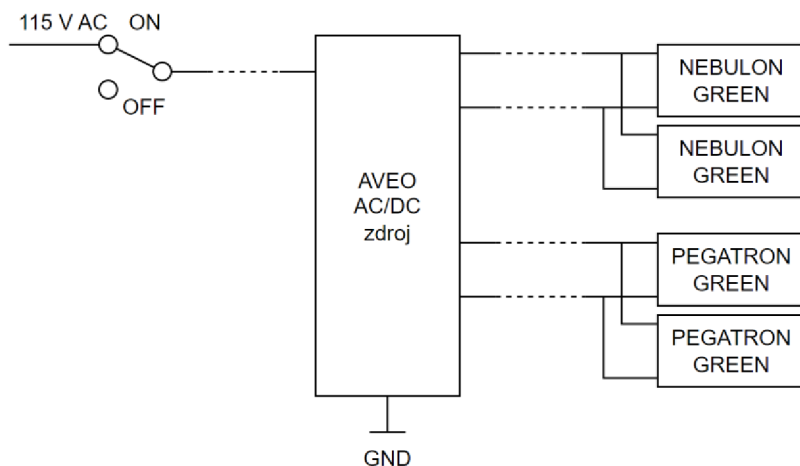 115 V AC ON
OFF
AVEO
AC/DC
zdroj
NEBULON
GREEN
NEBULON
GREEN
PEGATRON
GREEN
PEGATRON
GREEN
GND